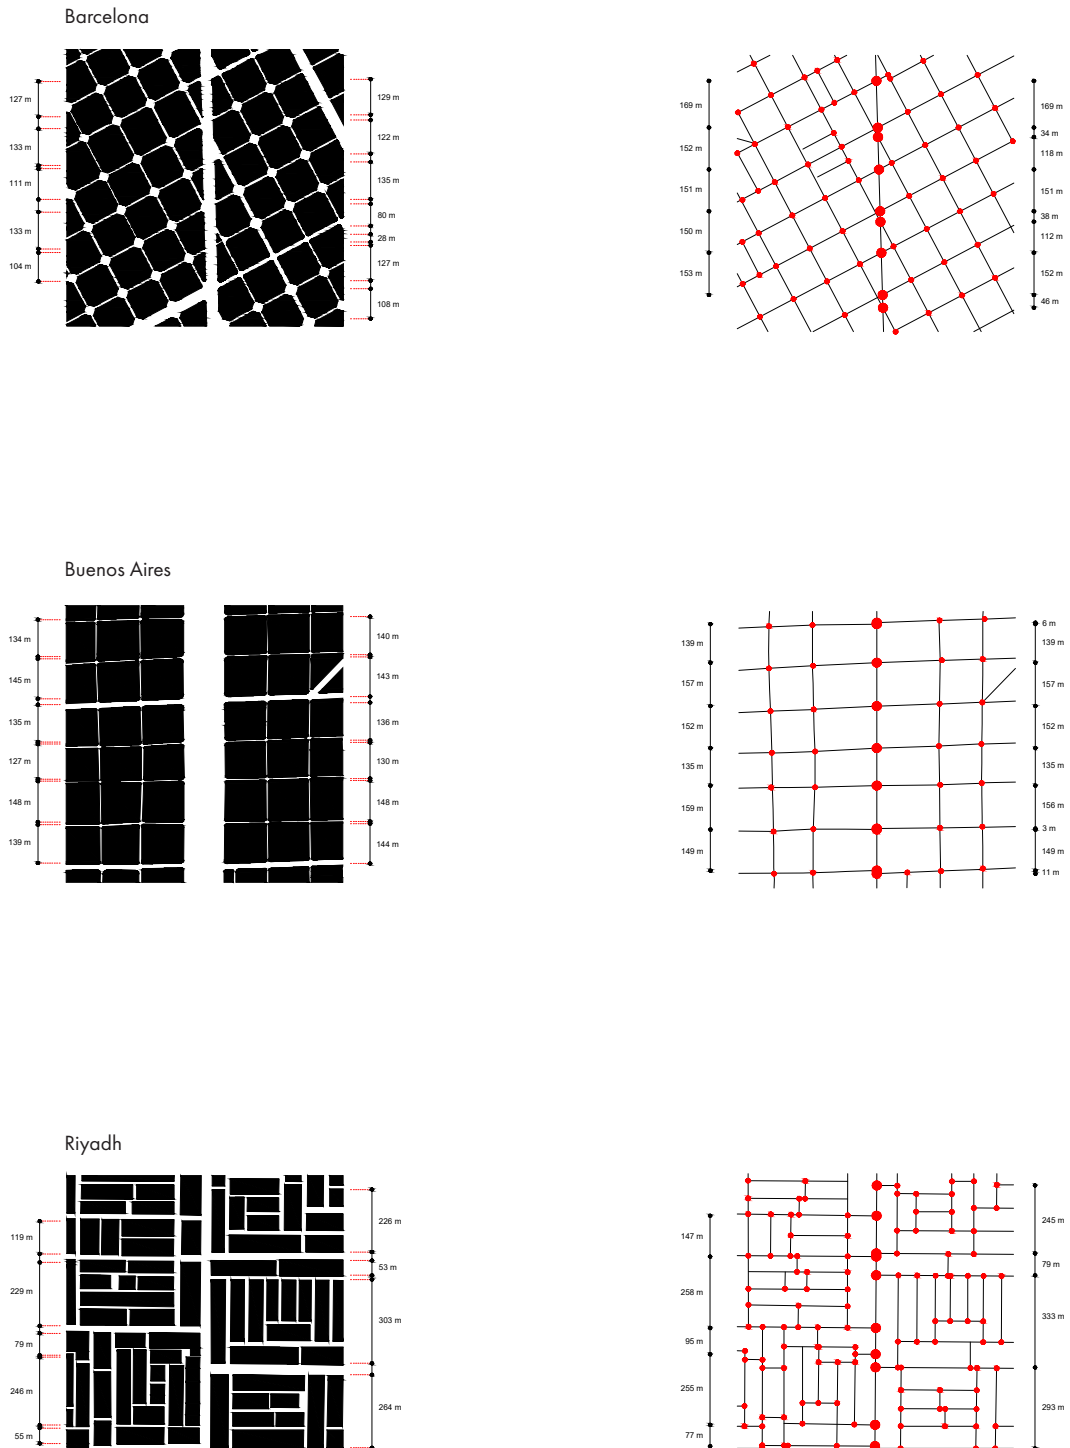 Barcelona
127 m
133 m
111 m
133 m
104 m
129 m
122 m
135 m
80 m
28 m
127 m
108 m
169 m
152 m
151 m
150 m
153 m
169 m
34 m
118 m
151 m
38 m
112 m
152 m
46 m
Buenos Aires
134 m
145 m
135 m
127 m
148 m
139 m
140 m
143 m
136 m
130 m
148 m
144 m
139 m
157 m
152 m
135 m
159 m
149 m
6 m
139 m
157 m
152 m
135 m
156 m
3 m
149 m
11 m
Riyadh
119 m
229 m
79 m
246 m
55 m
226 m
53 m
303 m
264 m
147 m
258 m
95 m
255 m
77 m
245 m
79 m
333 m
293 m